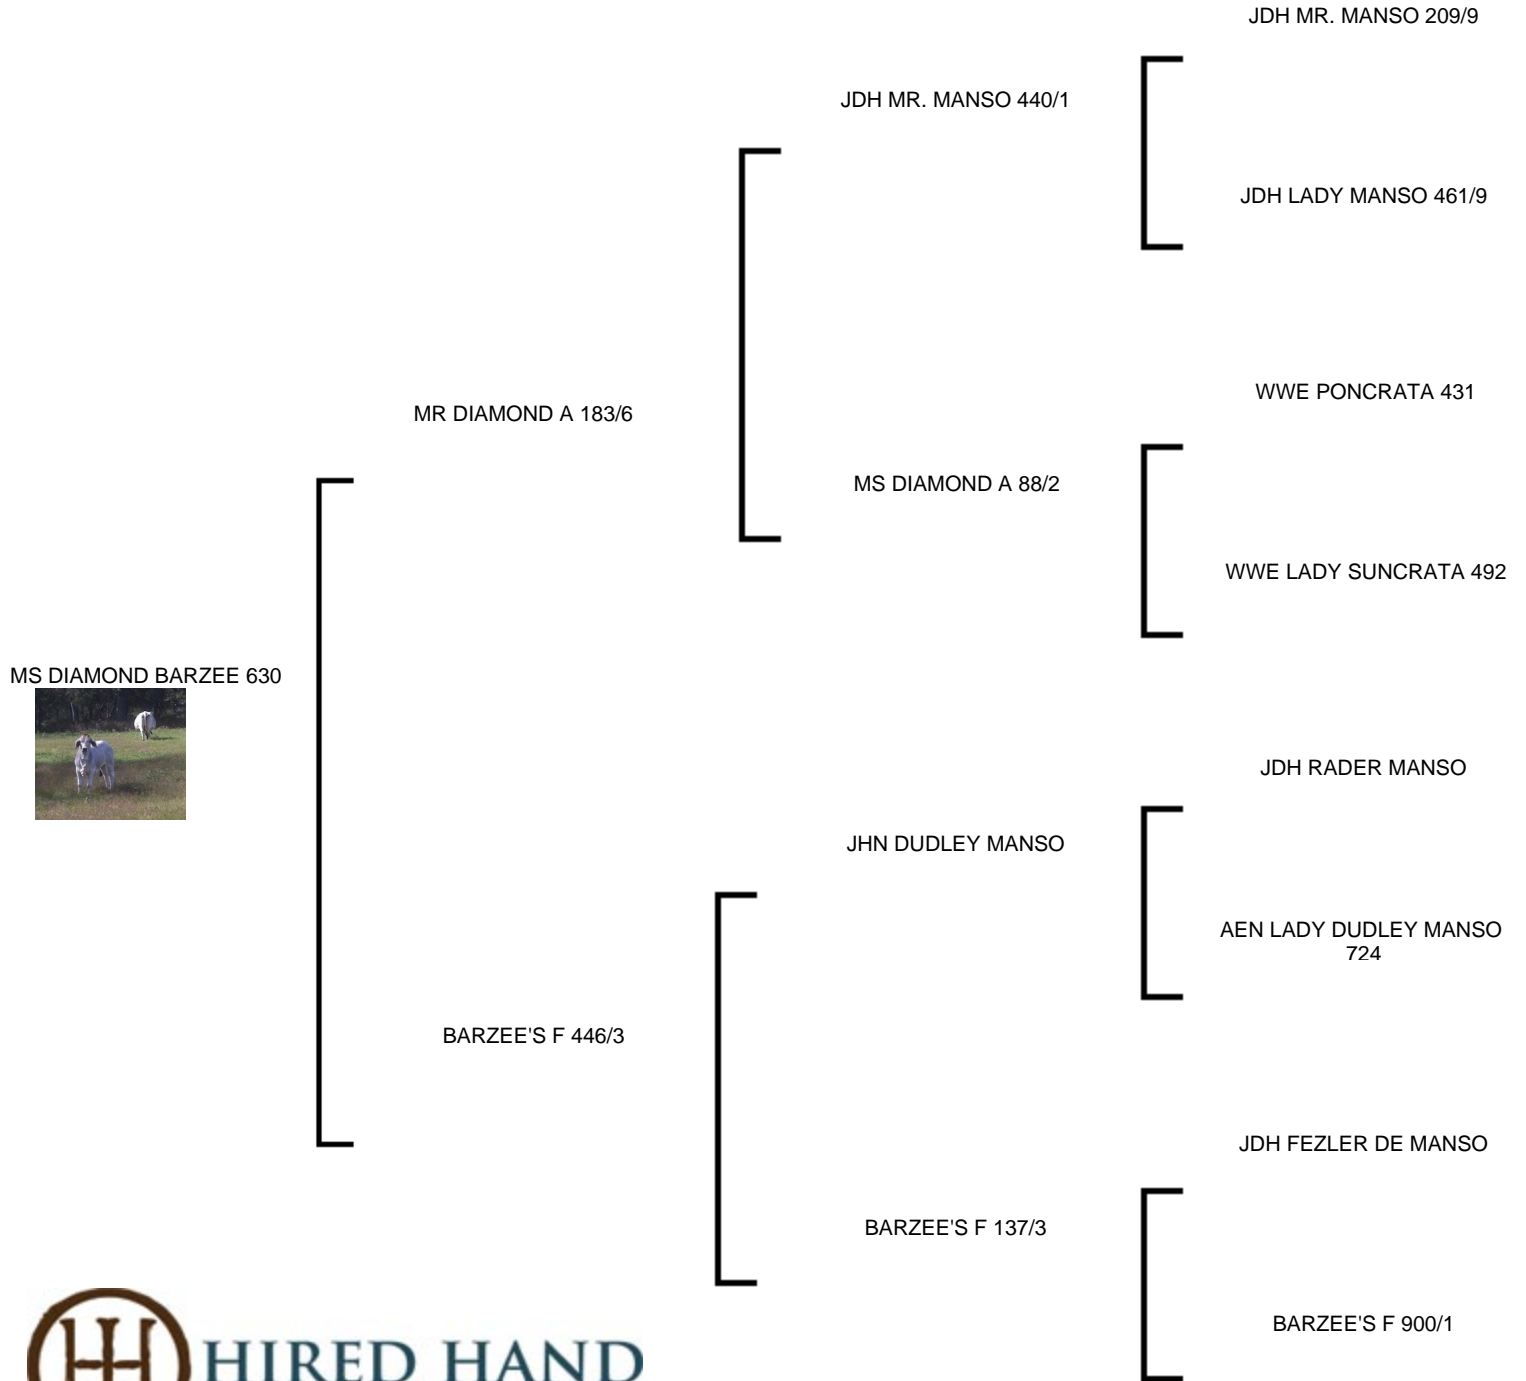 JDH MR. MANSO 209/9
JDH MR. MANSO 440/1
JDH LADY MANSO 461/9
WWE PONCRATA 431
MR DIAMOND A 183/6
MS DIAMOND A 88/2
WWE LADY SUNCRATA 492
MS DIAMOND BARZEE 630
JDH RADER MANSO
JHN DUDLEY MANSO
AEN LADY DUDLEY MANSO
724
BARZEE'S F 446/3
JDH FEZLER DE MANSO
BARZEE'S F 137/3
BARZEE'S F 900/1
HIRED HAND